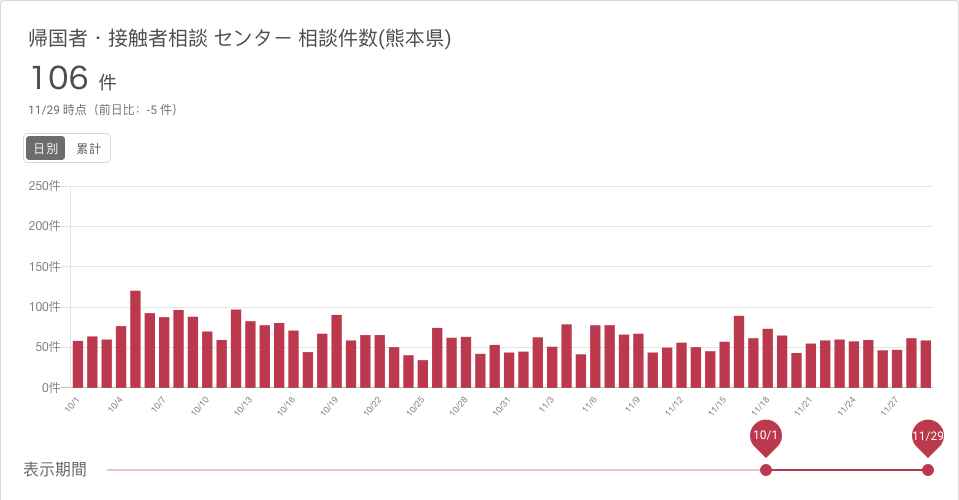 帰国者・接触者相談 センター 相談件数(熊本県)
106 件
11/29 時点（前日比：-5 件）
日別 累計
250件
200件
150件
100件
50件
0件
10/1 10/4 10/7 10/10 10/13 10/16 10/19 10/22 10/25 10/28 10/31 11/3 11/6 11/9 11/12 11/15 11/18 11/21 11/24 11/27
10/1 11/29
表示期間